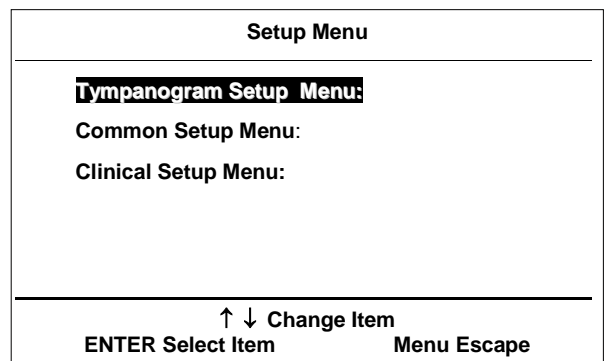 Setup Menu
Tympanogram Setup Menu:
Common Setup Menu:
Clinical Setup Menu:
↑ ↓ Change Item
ENTER Select Item Menu Escape